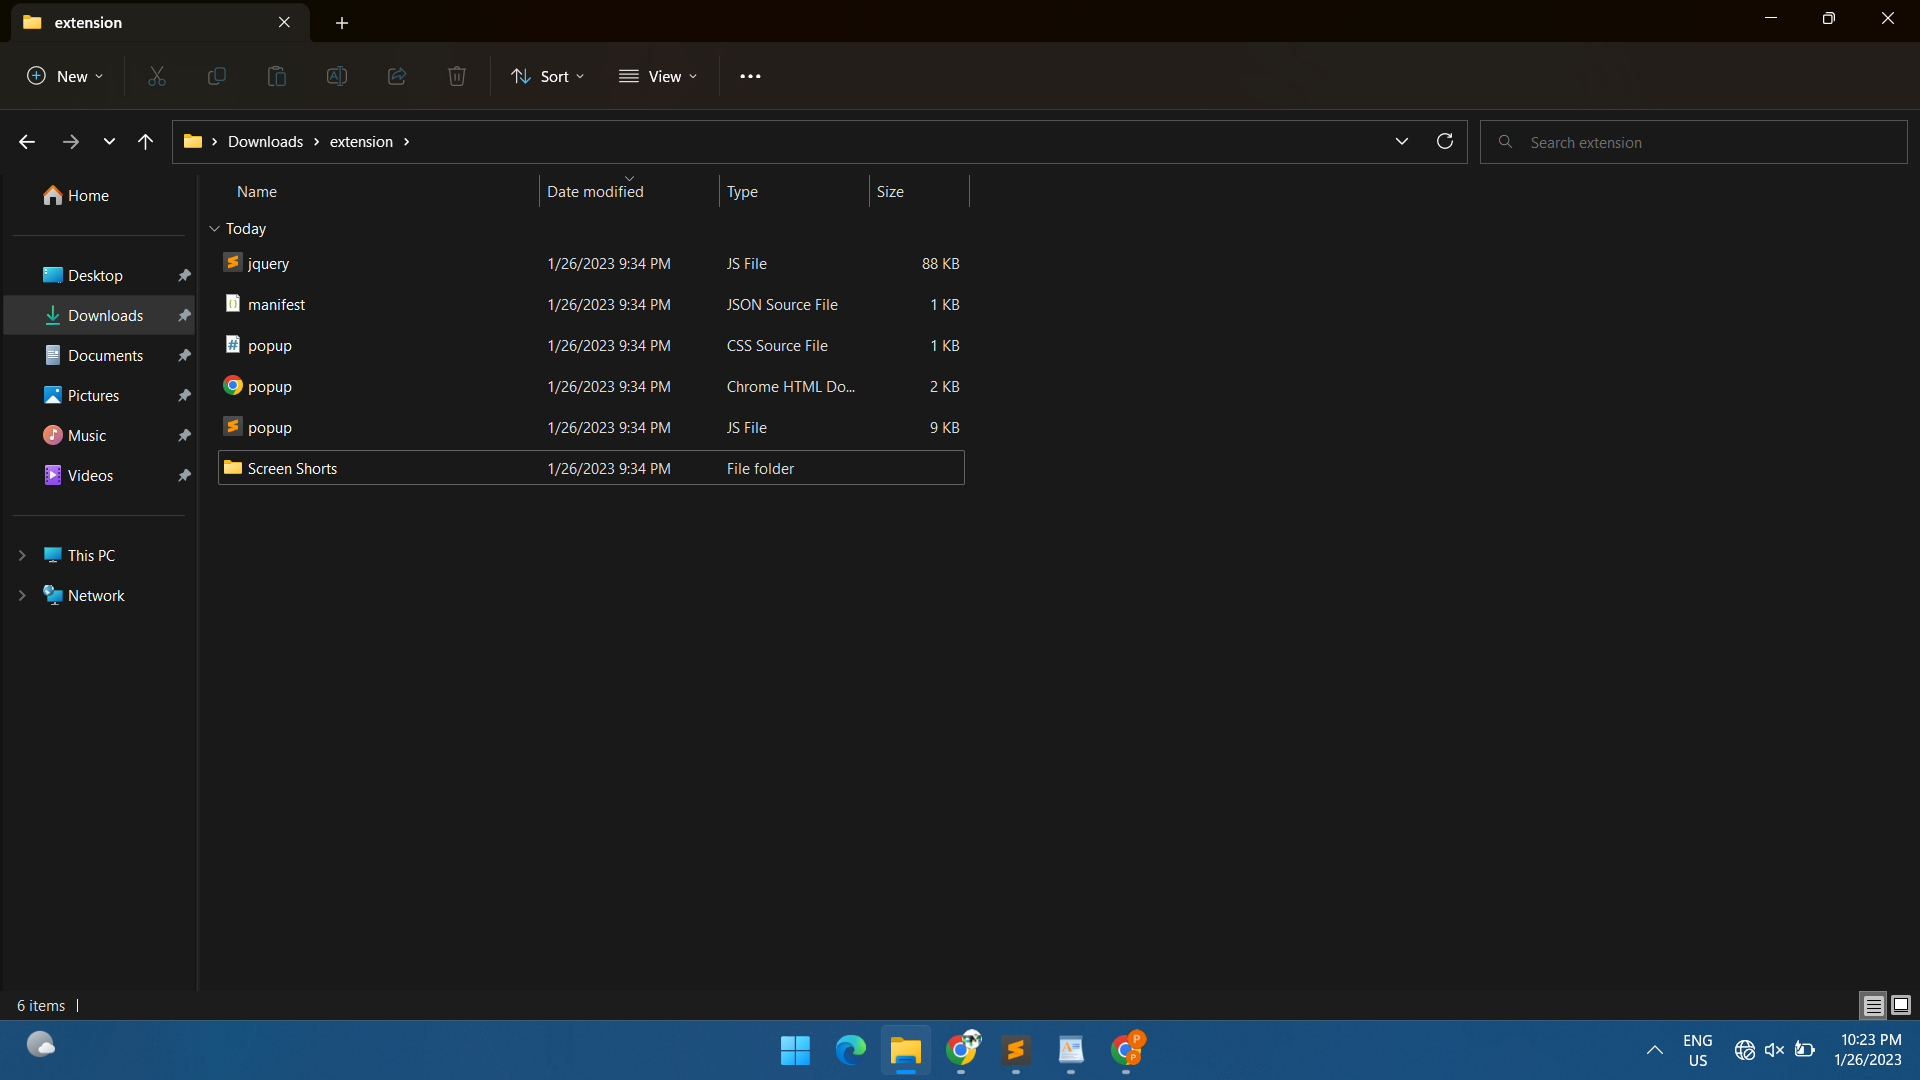 extension
New
Sort
View
Downloads
extension
Search extension
Home
Desktop
Downloads
Documents
Pictures
Music
Videos
This PC
Network
Name Date modified Type Size
Today
jquery 1/26/2023 9:34 PM JS File 88 KB
manifest 1/26/2023 9:34 PM JSON Source File 1 KB
popup 1/26/2023 9:34 PM CSS Source File 1 KB
popup 1/26/2023 9:34 PM Chrome HTML Do... 2 KB
popup 1/26/2023 9:34 PM JS File 9 KB
Screen Shorts 1/26/2023 9:34 PM File folder
6 items
P
P
ENG
US
10:23 PM
1/26/2023